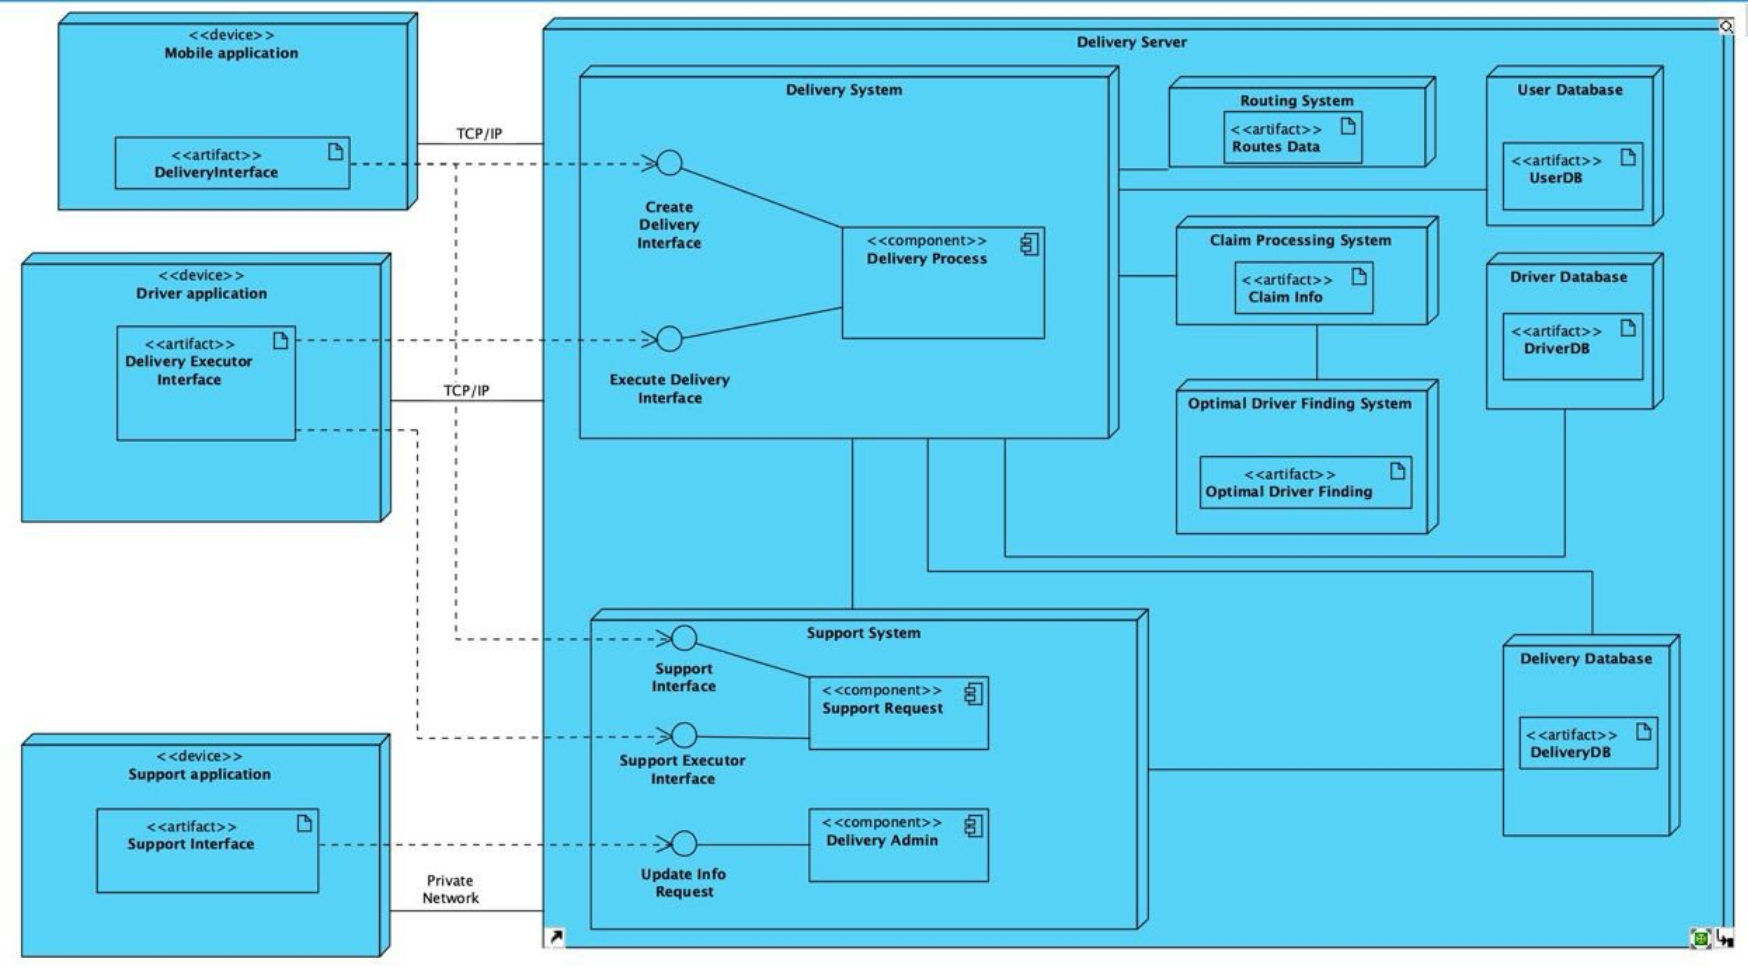 <<device>>
Mobile application
<<artifact>>
DeliveryInterface
TCP/IP
<<device>>
Driver application
<<artifact>>
Delivery Executor
Interface
TCP/IP
<<device>>
Support application
<<artifact>>
Support Interface
Private
Network
Delivery Server
Delivery System
Create
Delivery
Interface
<<component>>
Delivery Process
Execute Delivery
Interface
Routing System
<<artifact>>
Routes Data
User Database
<<artifact>>
UserDB
Claim Processing System
<<artifact>>
Claim Info
Driver Database
<<artifact>>
DriverDB
Optimal Driver Finding System
<<artifact>>
Optimal Driver Finding
Support System
Support
Interface
<<component>>
Support Request
Support Executor
Interface
<<component>>
Delivery Admin
Update Info
Request
Delivery Database
<<artifact>>
DeliveryDB